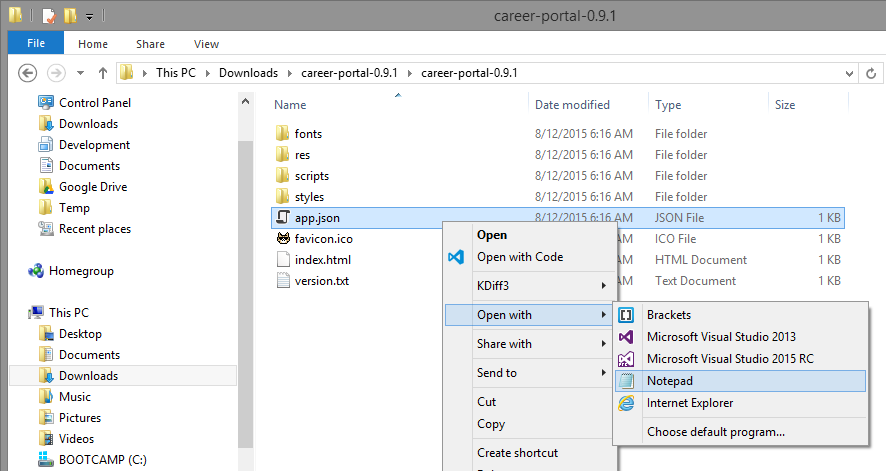 career-portal-0.9.1
File Home Share View
This PC Downloads career-portal-0.9.1 career-portal-0.9.1
Control Panel
Downloads
Development
Documents
Google Drive
Temp
Recent places
Homegroup
This PC
Desktop
Documents
Downloads
Music
Pictures
Videos
BOOTCAMP (C:)
Name Date modified Type Size
fonts 8/12/2015 6:16 AM File folder
res 8/12/2015 6:16 AM File folder
scripts 8/12/2015 6:16 AM File folder
styles 8/12/2015 6:16 AM File folder
app.json 8/12/2015 6:16 AM JSON File 1 KB
favicon.ico AM ICO File 1 KB
index.html AM HTML Document 1 KB
version.txt AM Text Document 1 KB
Open
Open with Code
KDiff3
Open with
Share with
Send to
Cut
Copy
Create shortcut
Brackets
Microsoft Visual Studio 2013
Microsoft Visual Studio 2015 RC
Notepad
Internet Explorer
Choose default program...